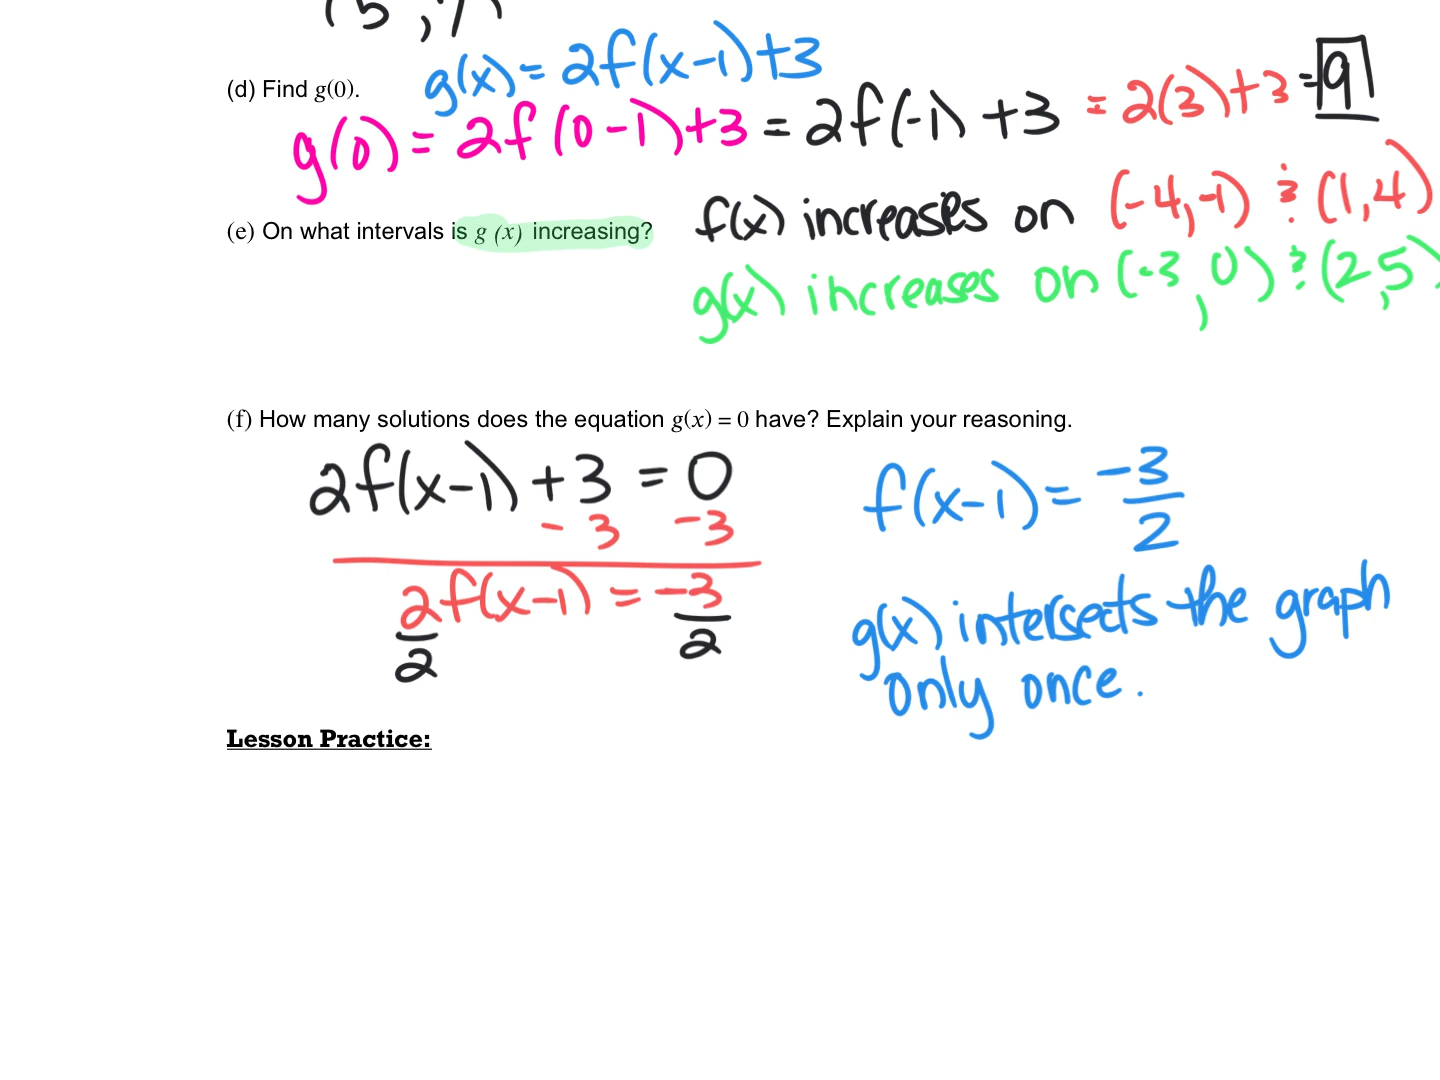 (5, 7)
g(x) = 2f(x-1)+3
(d) Find g(0).
g(0) = 2f(0-1)+3 = 2f(-1)+3 = 2(3)+3 = 9
f(x) increases on (-4,-1) & (1,4)
(e) On what intervals is g (x) increasing?
g(x) increases on (-3,0) & (2,5)
(f) How many solutions does the equation g(x) = 0 have? Explain your reasoning.
2f(x-1) + 3 = 0
- 3 -3
2f(x-1) = -3
2 2
f(x-1) = -3/2
g(x) intersects the graph
only once.
Lesson Practice: